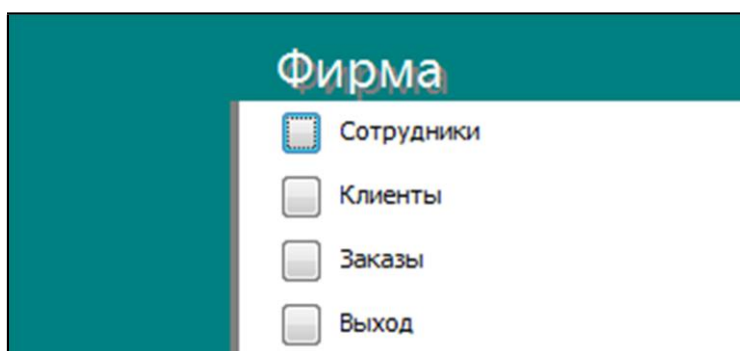 Фирма
Сотрудники
Клиенты
Заказы
Выход